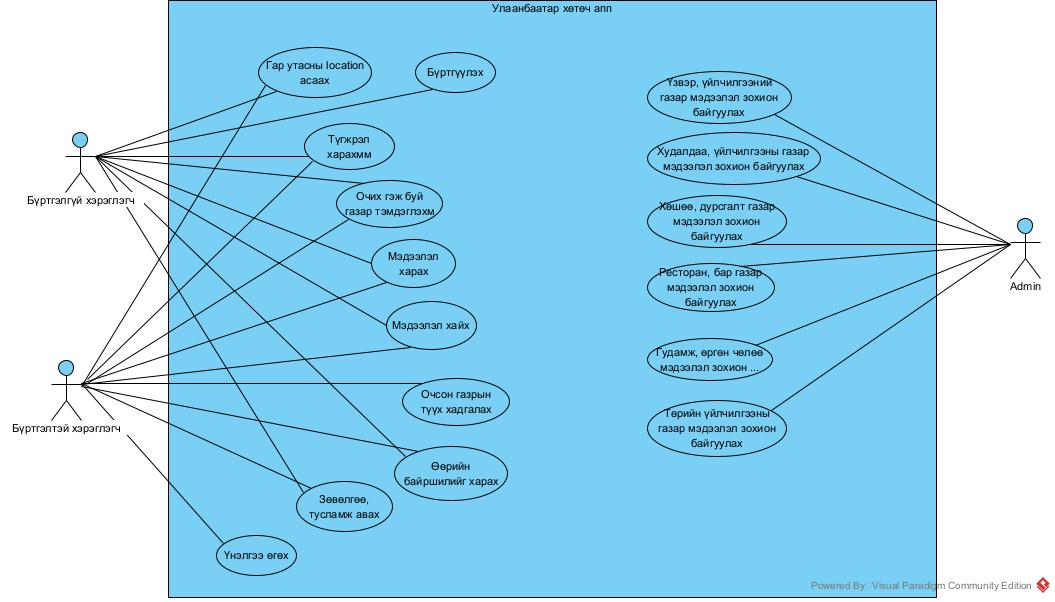 Улаанбаатар хөтөч апп
Гар утасны location
асаах
Бүртгүүлэх
Түгжрэл
харахмм
Очих гэж буй
газар тэмдэглэхм
Мэдээлэл
харах
Мэдээлэл хайх
Очсон газрын
түүх хадгалах
Өөрийн
байршилийг харах
Зөвөлгөө,
тусламж авах
Үнэлгээ өгөх
Бүртгэлгүй хэрэглэгч
Бүртгэлтэй хэрэглэгч
Үзвэр, үйлчилгээний
газар мэдээлэл зохион
байгуулах
Худалдаа, үйлчилгээны газар
мэдээлэл зохион байгуулах
Хөшөө, дурсгалт газар
мэдээлэл зохион
байгуулах
Ресторан, бар газар
мэдээлэл зохион
байгуулах
Гудамж, өргөн чөлөө
мэдээлэл зохион ...
Төрийн үйлчилгээны
газар мэдээлэл зохион
байгуулах
Admin
Powered By: Visual Paradigm Community Edition